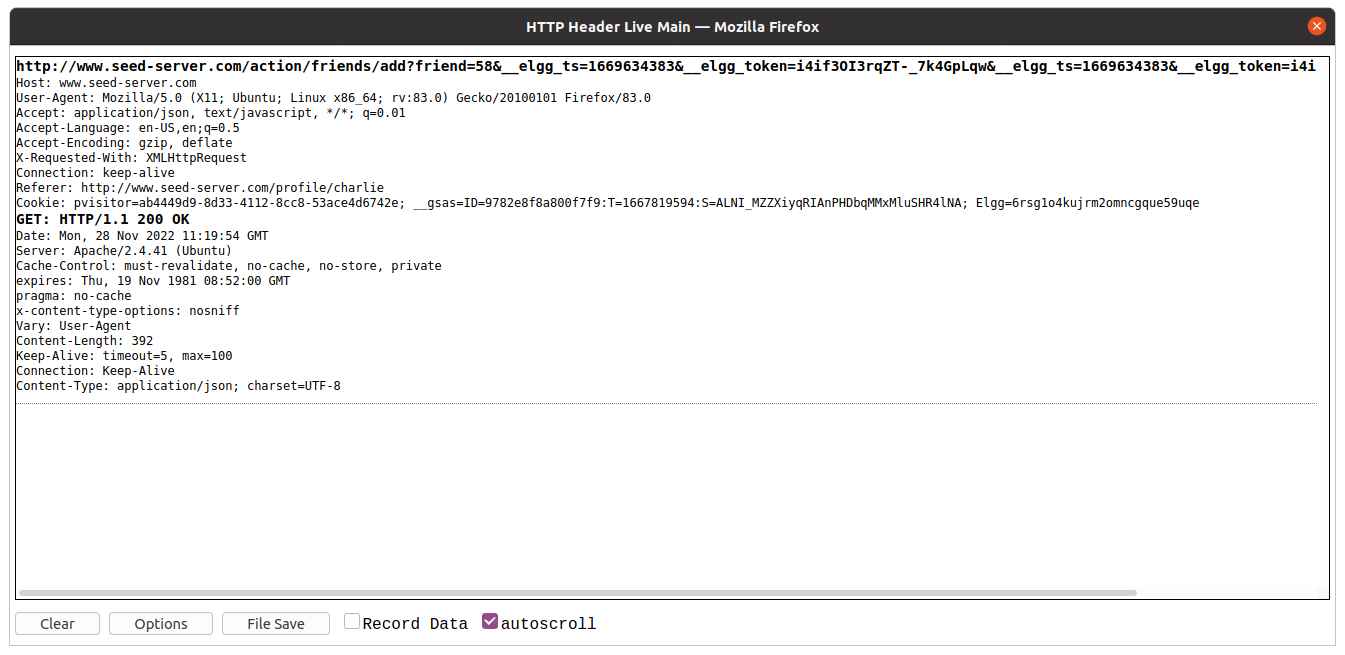 HTTP Header Live Main — Mozilla Firefox
http://www.seed-server.com/action/friends/add?friend=58&__elgg_ts=1669634383&__elgg_token=i4if3OI3rqZT-_7k4GpLqw&__elgg_ts=1669634383&__elgg_token=i4i
Host: www.seed-server.com
User-Agent: Mozilla/5.0 (X11; Ubuntu; Linux x86_64; rv:83.0) Gecko/20100101 Firefox/83.0
Accept: application/json, text/javascript, */*; q=0.01
Accept-Language: en-US,en;q=0.5
Accept-Encoding: gzip, deflate
X-Requested-With: XMLHttpRequest
Connection: keep-alive
Referer: http://www.seed-server.com/profile/charlie
Cookie: pvisitor=ab4449d9-8d33-4112-8cc8-53ace4d6742e; __gsas=ID=9782e8f8a800f7f9:T=1667819594:S=ALNI_MZZXiyqRIAnPHDbqMMxMluSHR4lNA; Elgg=6rsg1o4kujrm2omncgque59uqe
GET: HTTP/1.1 200 OK
Date: Mon, 28 Nov 2022 11:19:54 GMT
Server: Apache/2.4.41 (Ubuntu)
Cache-Control: must-revalidate, no-cache, no-store, private
expires: Thu, 19 Nov 1981 08:52:00 GMT
pragma: no-cache
x-content-type-options: nosniff
Vary: User-Agent
Content-Length: 392
Keep-Alive: timeout=5, max=100
Connection: Keep-Alive
Content-Type: application/json; charset=UTF-8
Clear Options File Save Record Data autoscroll